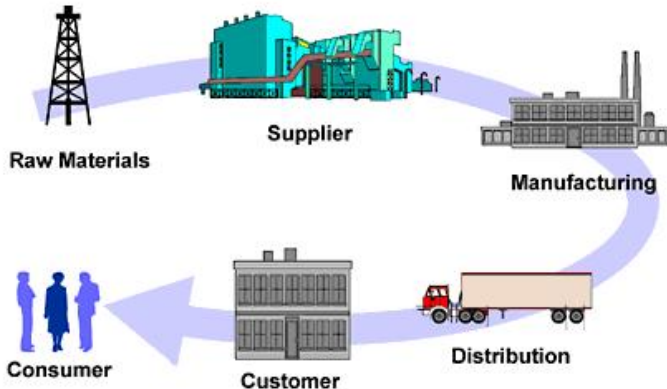 Raw Materials
Supplier
Manufacturing
Distribution
Customer
Consumer